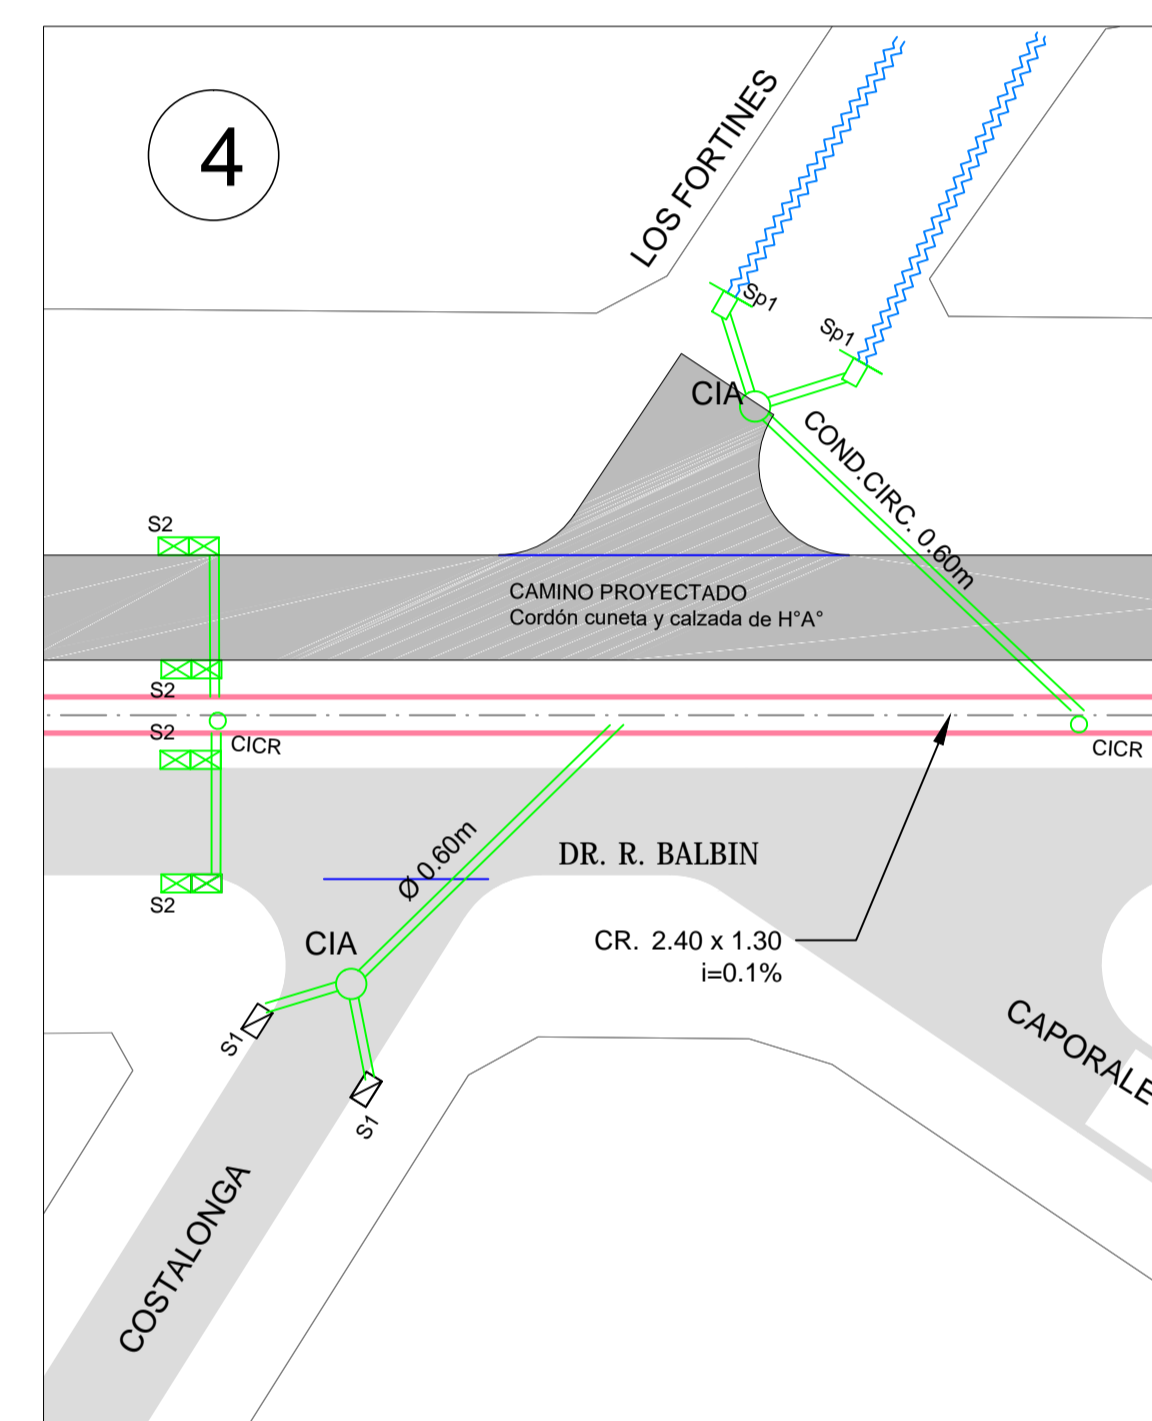 4
LOS FORTINES
Sp1
Sp1
CIA
COND.CIRC. 0.60m
S2
CAMINO PROYECTADO
Cordón cuneta y calzada de H°A°
S2
S2
CICR
CICR
Ø 0.60m
DR. R. BALBIN
S2
CIA
CR. 2.40 x 1.30
i=0.1%
CAPORALE
S1
S1
COSTALONGA